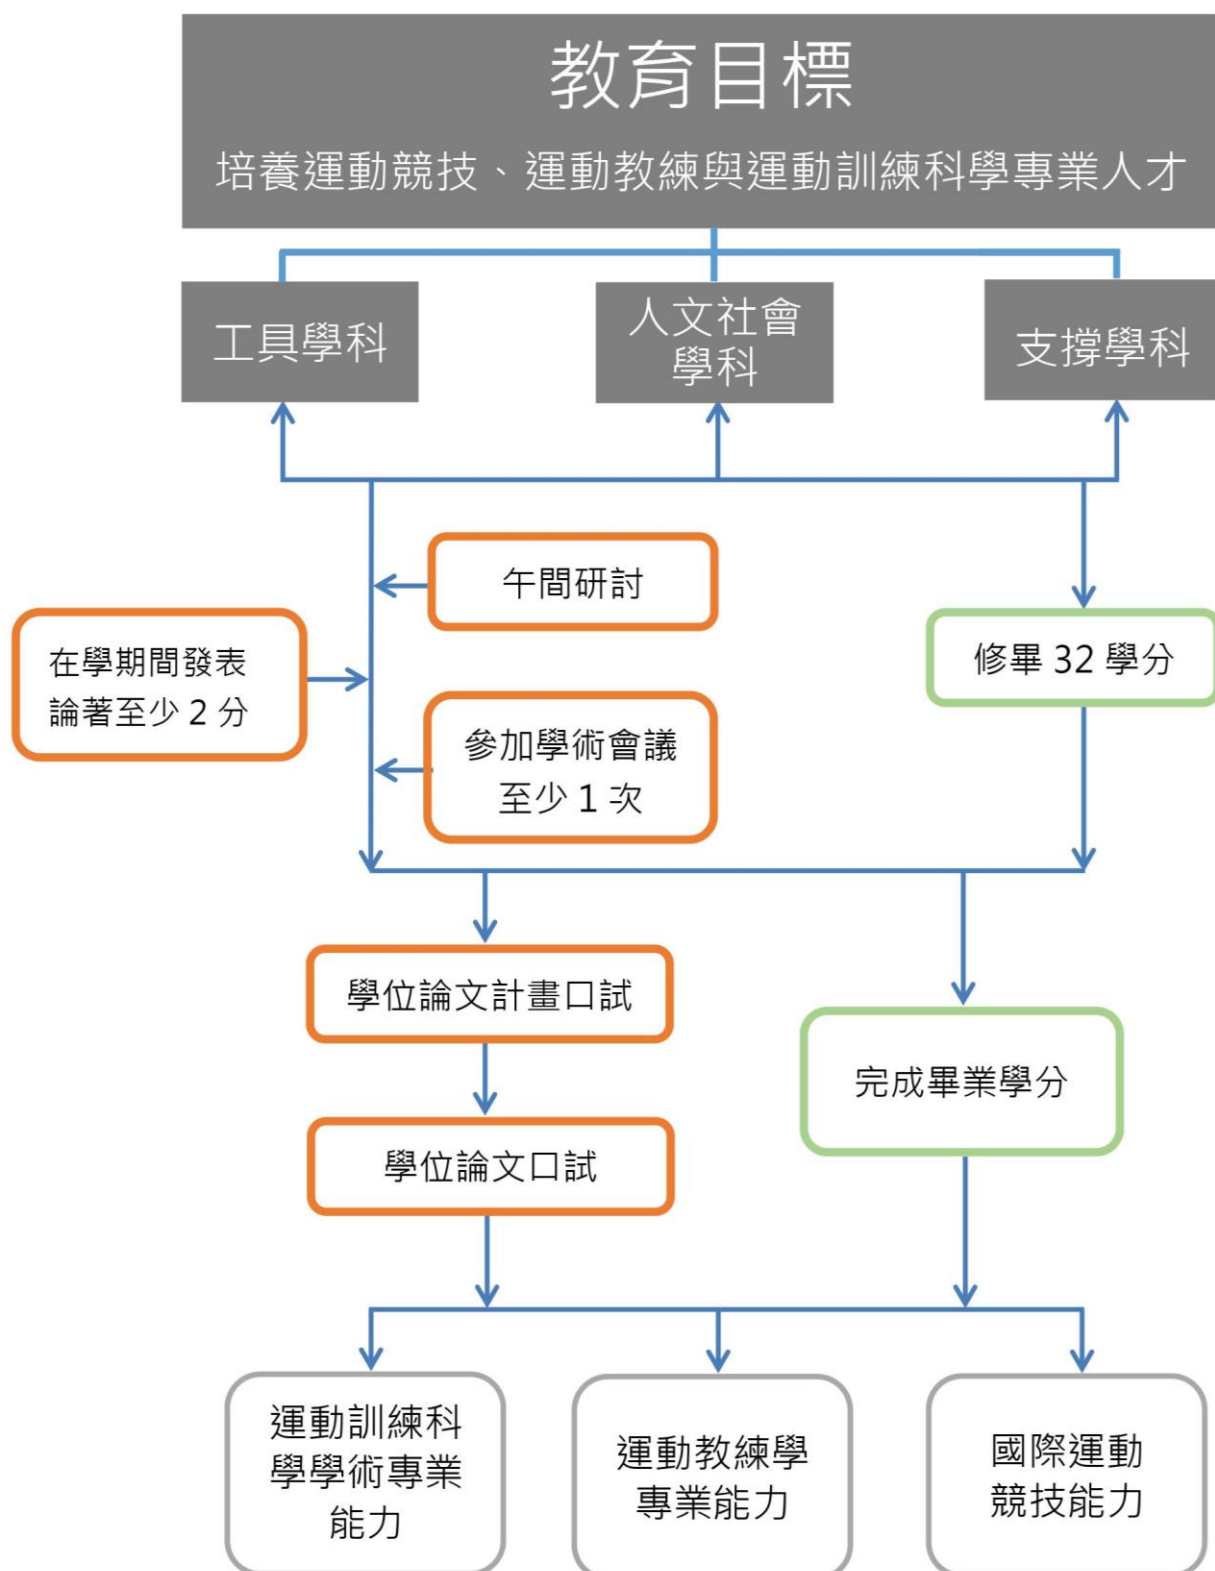 教育目標
培養運動競技、運動教練與運動訓練科學專業人才
工具學科
人文社會
學科
支撐學科
午間研討
在學期間發表
論著至少 2 分
修畢 32 學分
參加學術會議
至少 1 次
學位論文計畫口試
完成畢業學分
學位論文口試
運動訓練科
學學術專業
能力
運動教練學
專業能力
國際運動
競技能力